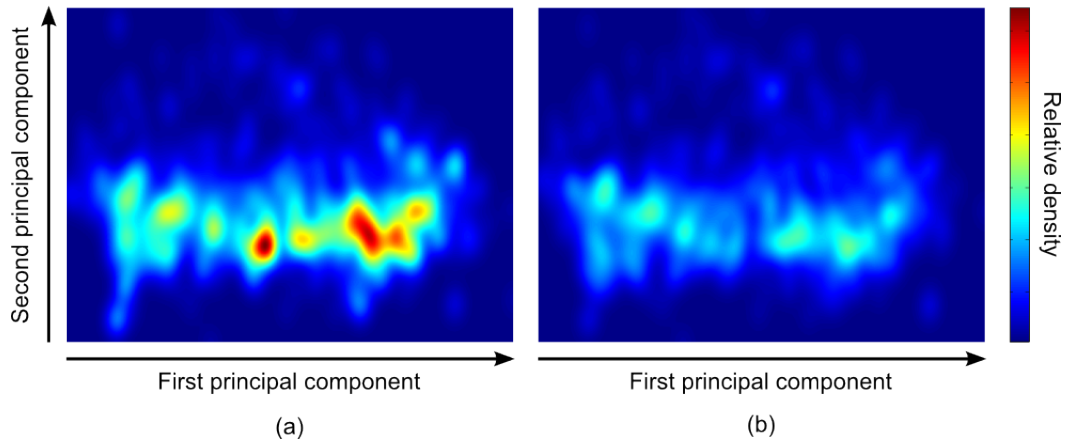 Second principal component
First principal component
(a)
First principal component
(b)
Relative density